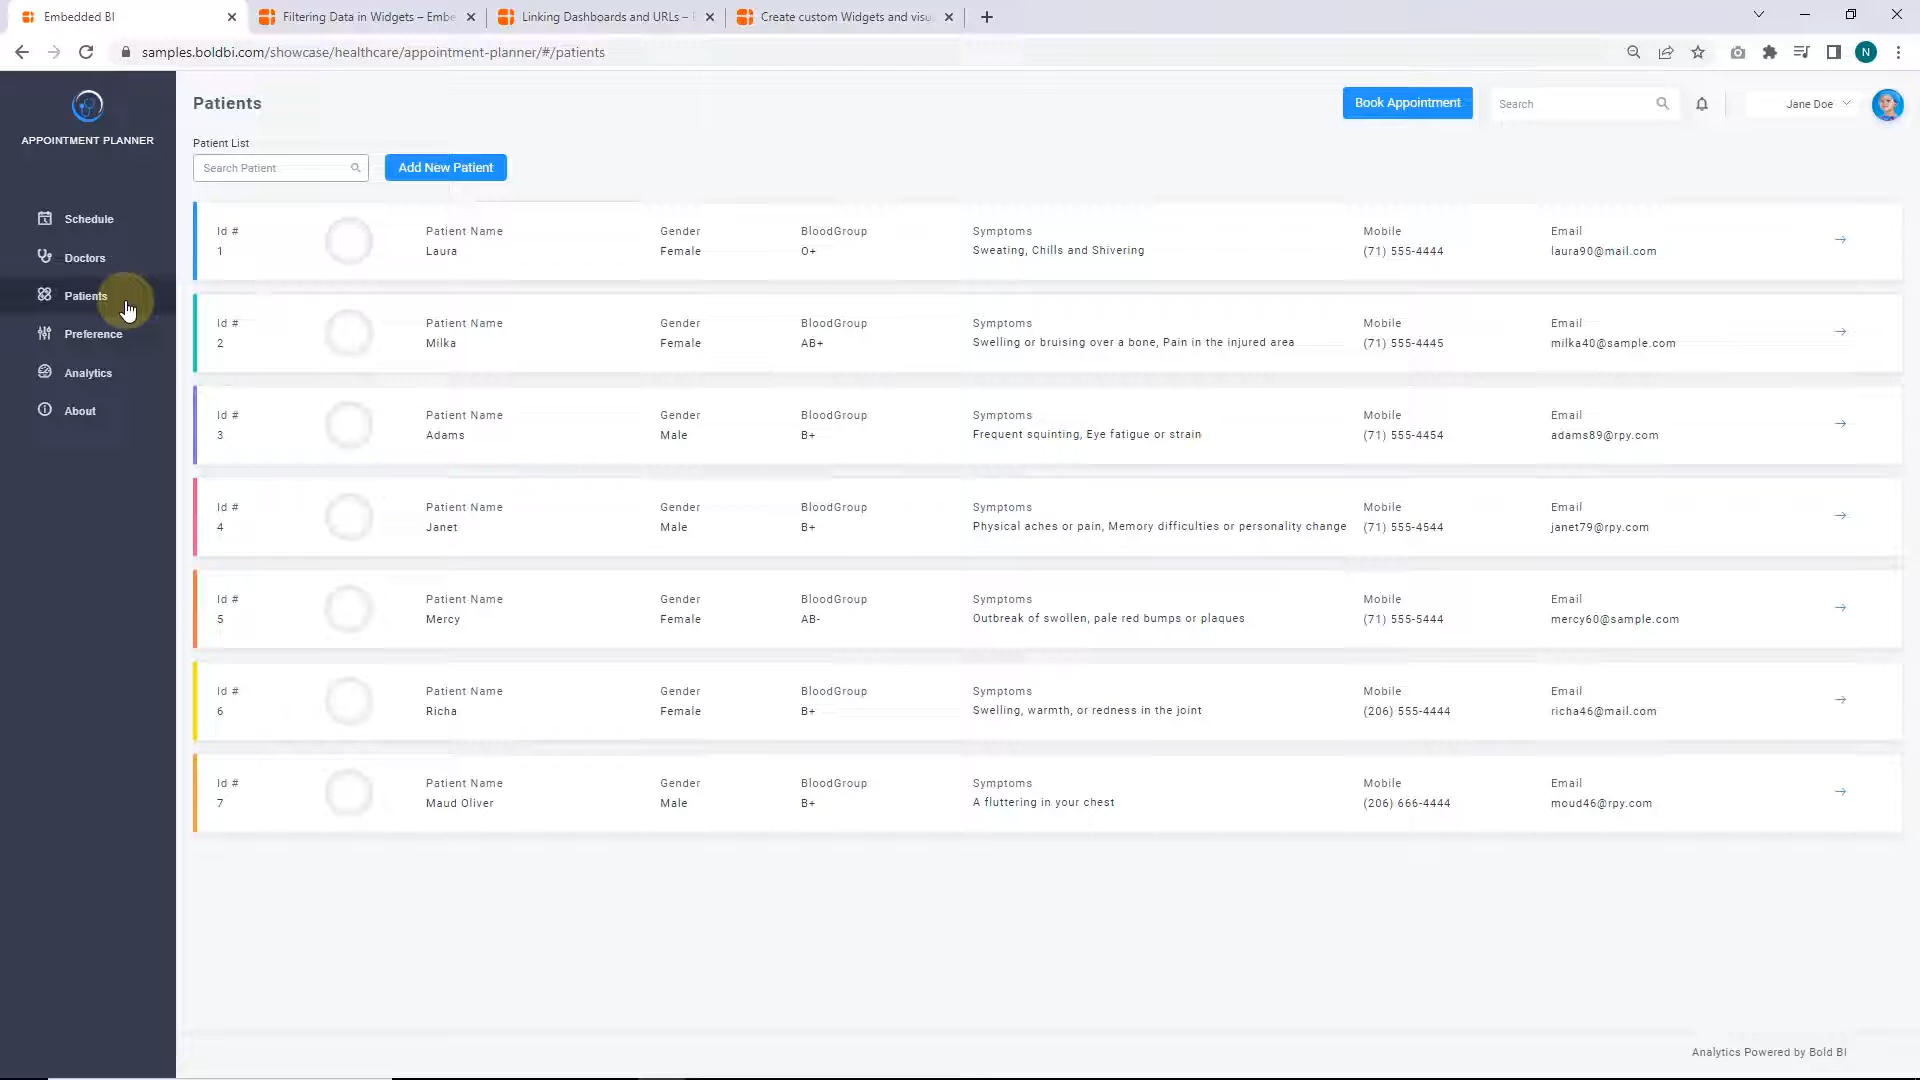 Embedded BI
Filtering Data in Widgets – Embe
Linking Dashboards and URLs –
Create custom Widgets and visu
samples.boldbi.com/showcase/healthcare/appointment-planner/#/patients
N
APPOINTMENT PLANNER
Schedule
Doctors
Patients
Preference
Analytics
About
Patients
Book Appointment
Search
Jane Doe
Patient List
Search Patient
Add New Patient
Id # Patient Name Gender BloodGroup Symptoms Mobile Email
1 Laura Female O+ Sweating, Chills and Shivering (71) 555-4444 laura90@mail.com
Id # Patient Name Gender BloodGroup Symptoms Mobile Email
2 Milka Female AB+ Swelling or bruising over a bone, Pain in the injured area (71) 555-4445 milka40@sample.com
Id # Patient Name Gender BloodGroup Symptoms Mobile Email
3 Adams Male B+ Frequent squinting, Eye fatigue or strain (71) 555-4454 adams89@rpy.com
Id # Patient Name Gender BloodGroup Symptoms Mobile Email
4 Janet Male B+ Physical aches or pain, Memory difficulties or personality change (71) 555-4544 janet79@rpy.com
Id # Patient Name Gender BloodGroup Symptoms Mobile Email
5 Mercy Female AB- Outbreak of swollen, pale red bumps or plaques (71) 555-5444 mercy60@sample.com
Id # Patient Name Gender BloodGroup Symptoms Mobile Email
6 Richa Female B+ Swelling, warmth, or redness in the joint (206) 555-4444 richa46@mail.com
Id # Patient Name Gender BloodGroup Symptoms Mobile Email
7 Maud Oliver Male B+ A fluttering in your chest (206) 666-4444 moud46@rpy.com
Analytics Powered by Bold BI